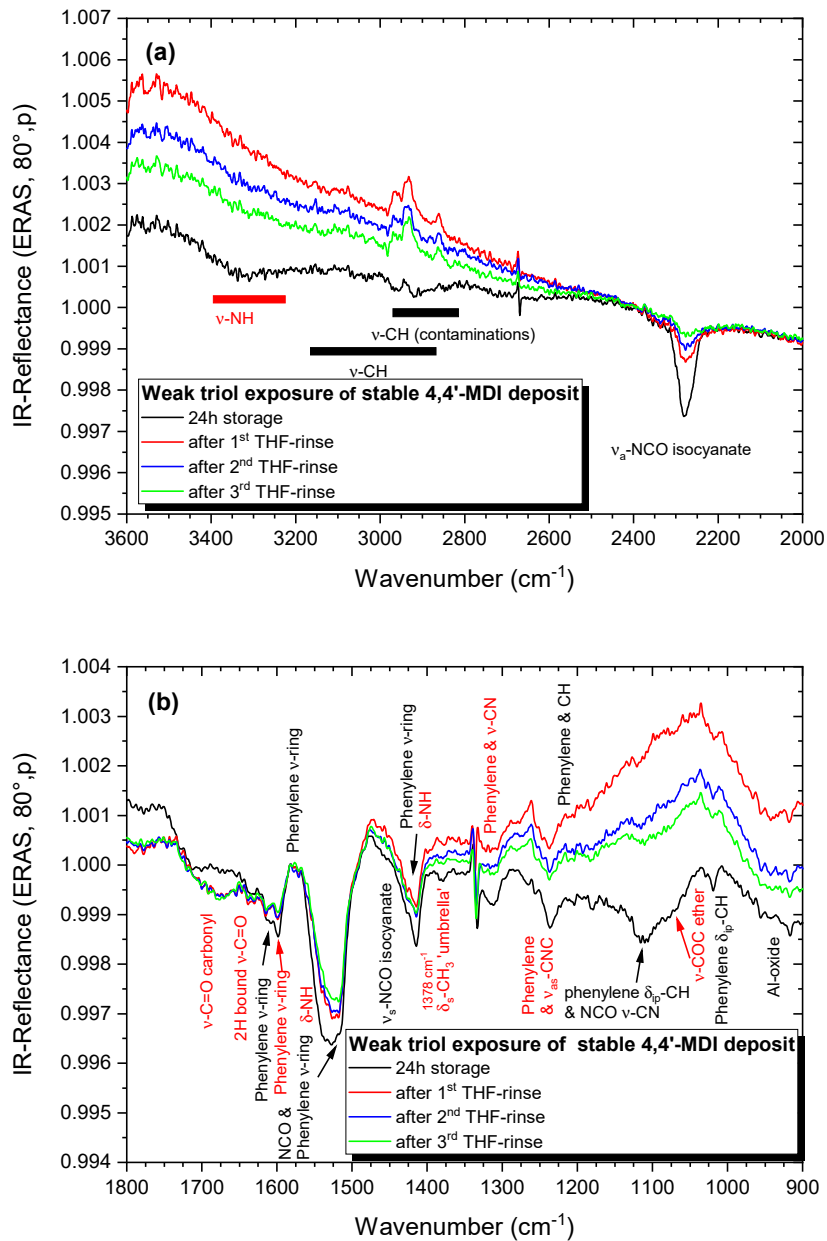 1.007
1.006
1.005
1.004
1.003
1.002
1.001
1.000
0.999
0.998
0.997
0.996
0.995
IR-Reflectance (ERAS, 80°,p)
(a)
ν-NH
ν-CH (contaminations)
ν-CH
Weak triol exposure of stable 4,4'-MDI deposit
24h storage
after 1st THF-rinse
after 2nd THF-rinse
after 3rd THF-rinse
νa-NCO isocyanate
3600 3400 3200 3000 2800 2600 2400 2200 2000
Wavenumber (cm-1)
1.004
1.003
1.002
1.001
1.000
0.999
0.998
0.997
0.996
0.995
0.994
IR-Reflectance (ERAS, 80°,p)
(b)
ν-C=O carbonyl
2H bound ν-C=O
Phenylene ν-ring
Phenylene ν-ring
NCO &
Phenylene ν-ring
Phenylene ν-ring
δ-NH
νs-NCO isocyanate
Phenylene ν-ring
δ-NH
1378 cm-1
δs-CH3 'umbrella'
Phenylene & ν-CN
Phenylene
& νas-CNC
Phenylene & CH
phenylene δip-CH
& NCO ν-CN
ν-COC ether
Phenylene δip-CH
Al-oxide
Weak triol exposure of stable 4,4'-MDI deposit
24h storage
after 1st THF-rinse
after 2nd THF-rinse
after 3rd THF-rinse
1800 1700 1600 1500 1400 1300 1200 1100 1000 900
Wavenumber (cm-1)